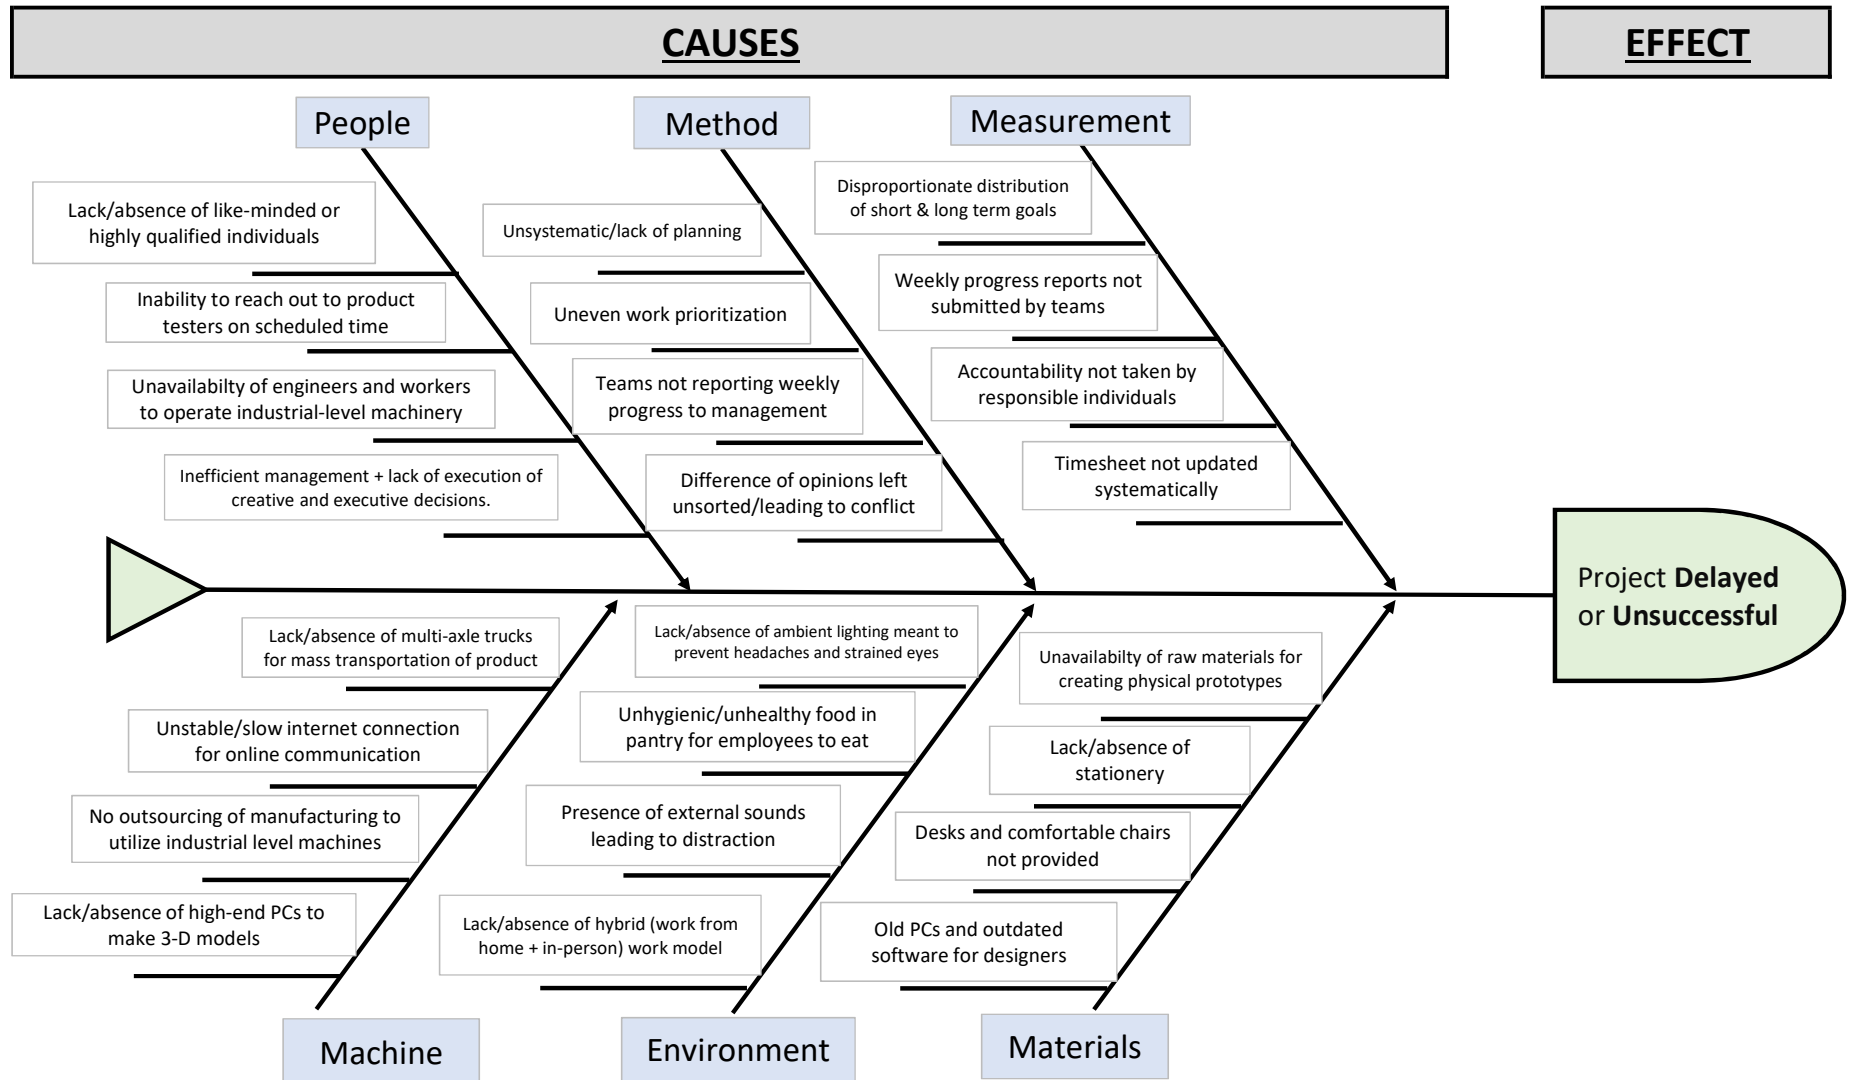 CAUSES
EFFECT
People
Lack/absence of like-minded or
highly qualified individuals
Inability to reach out to product
testers on scheduled time
Unavailabilty of engineers and workers
to operate industrial-level machinery
Inefficient management + lack of execution of
creative and executive decisions.
Method
Unsystematic/lack of planning
Uneven work prioritization
Teams not reporting weekly
progress to management
Difference of opinions left
unsorted/leading to conflict
Measurement
Disproportionate distribution
of short & long term goals
Weekly progress reports not
submitted by teams
Accountability not taken by
responsible individuals
Timesheet not updated
systematically
Project Delayed
or Unsuccessful
Lack/absence of multi-axle trucks
for mass transportation of product
Unstable/slow internet connection
for online communication
No outsourcing of manufacturing to
utilize industrial level machines
Lack/absence of high-end PCs to
make 3-D models
Machine
Lack/absence of ambient lighting meant to
prevent headaches and strained eyes
Unhygienic/unhealthy food in
pantry for employees to eat
Presence of external sounds
leading to distraction
Lack/absence of hybrid (work from
home + in-person) work model
Environment
Unavailabilty of raw materials for
creating physical prototypes
Lack/absence of
stationery
Desks and comfortable chairs
not provided
Old PCs and outdated
software for designers
Materials